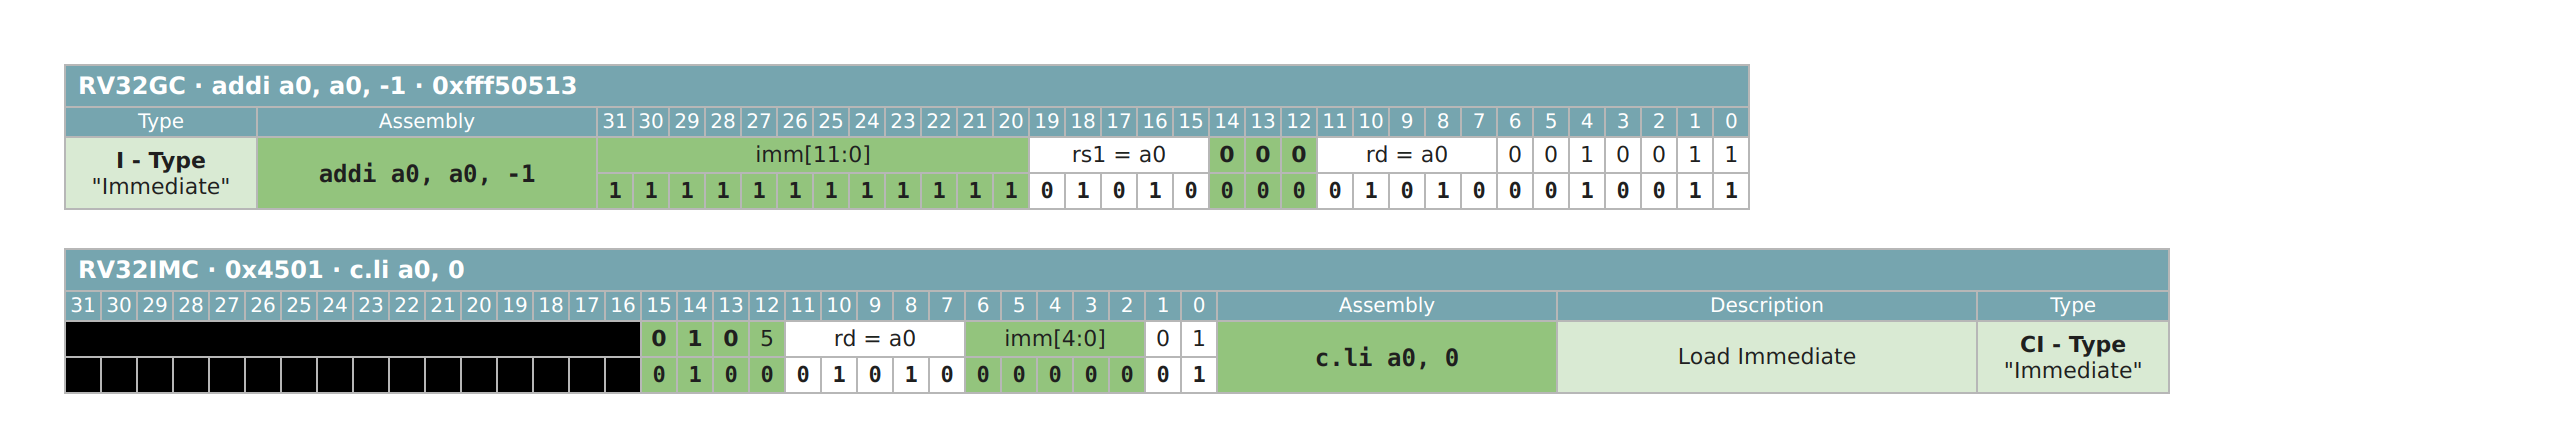 RV32GC · addi a0, a0, -1 · 0xfff50513
Type Assembly 31 30 29 28 27 26 25 24 23 22 21 20 19 18 17 16 15 14 13 12 11 10 9 8 7 6 5 4 3 2 1 0
I - Type
"Immediate"
addi a0, a0, -1
imm[11:0] rs1 = a0 0 0 0 rd = a0 0 0 1 0 0 1 1
1 1 1 1 1 1 1 1 1 1 1 1 0 1 0 1 0 0 0 0 0 1 0 1 0 0 0 1 0 0 1 1
RV32IMC · 0x4501 · c.li a0, 0
31 30 29 28 27 26 25 24 23 22 21 20 19 18 17 16 15 14 13 12 11 10 9 8 7 6 5 4 3 2 1 0 Assembly Description Type
0 1 0 5 rd = a0 imm[4:0] 0 1
0 1 0 0 0 1 0 1 0 0 0 0 0 0 0 1
c.li a0, 0
Load Immediate
CI - Type
"Immediate"